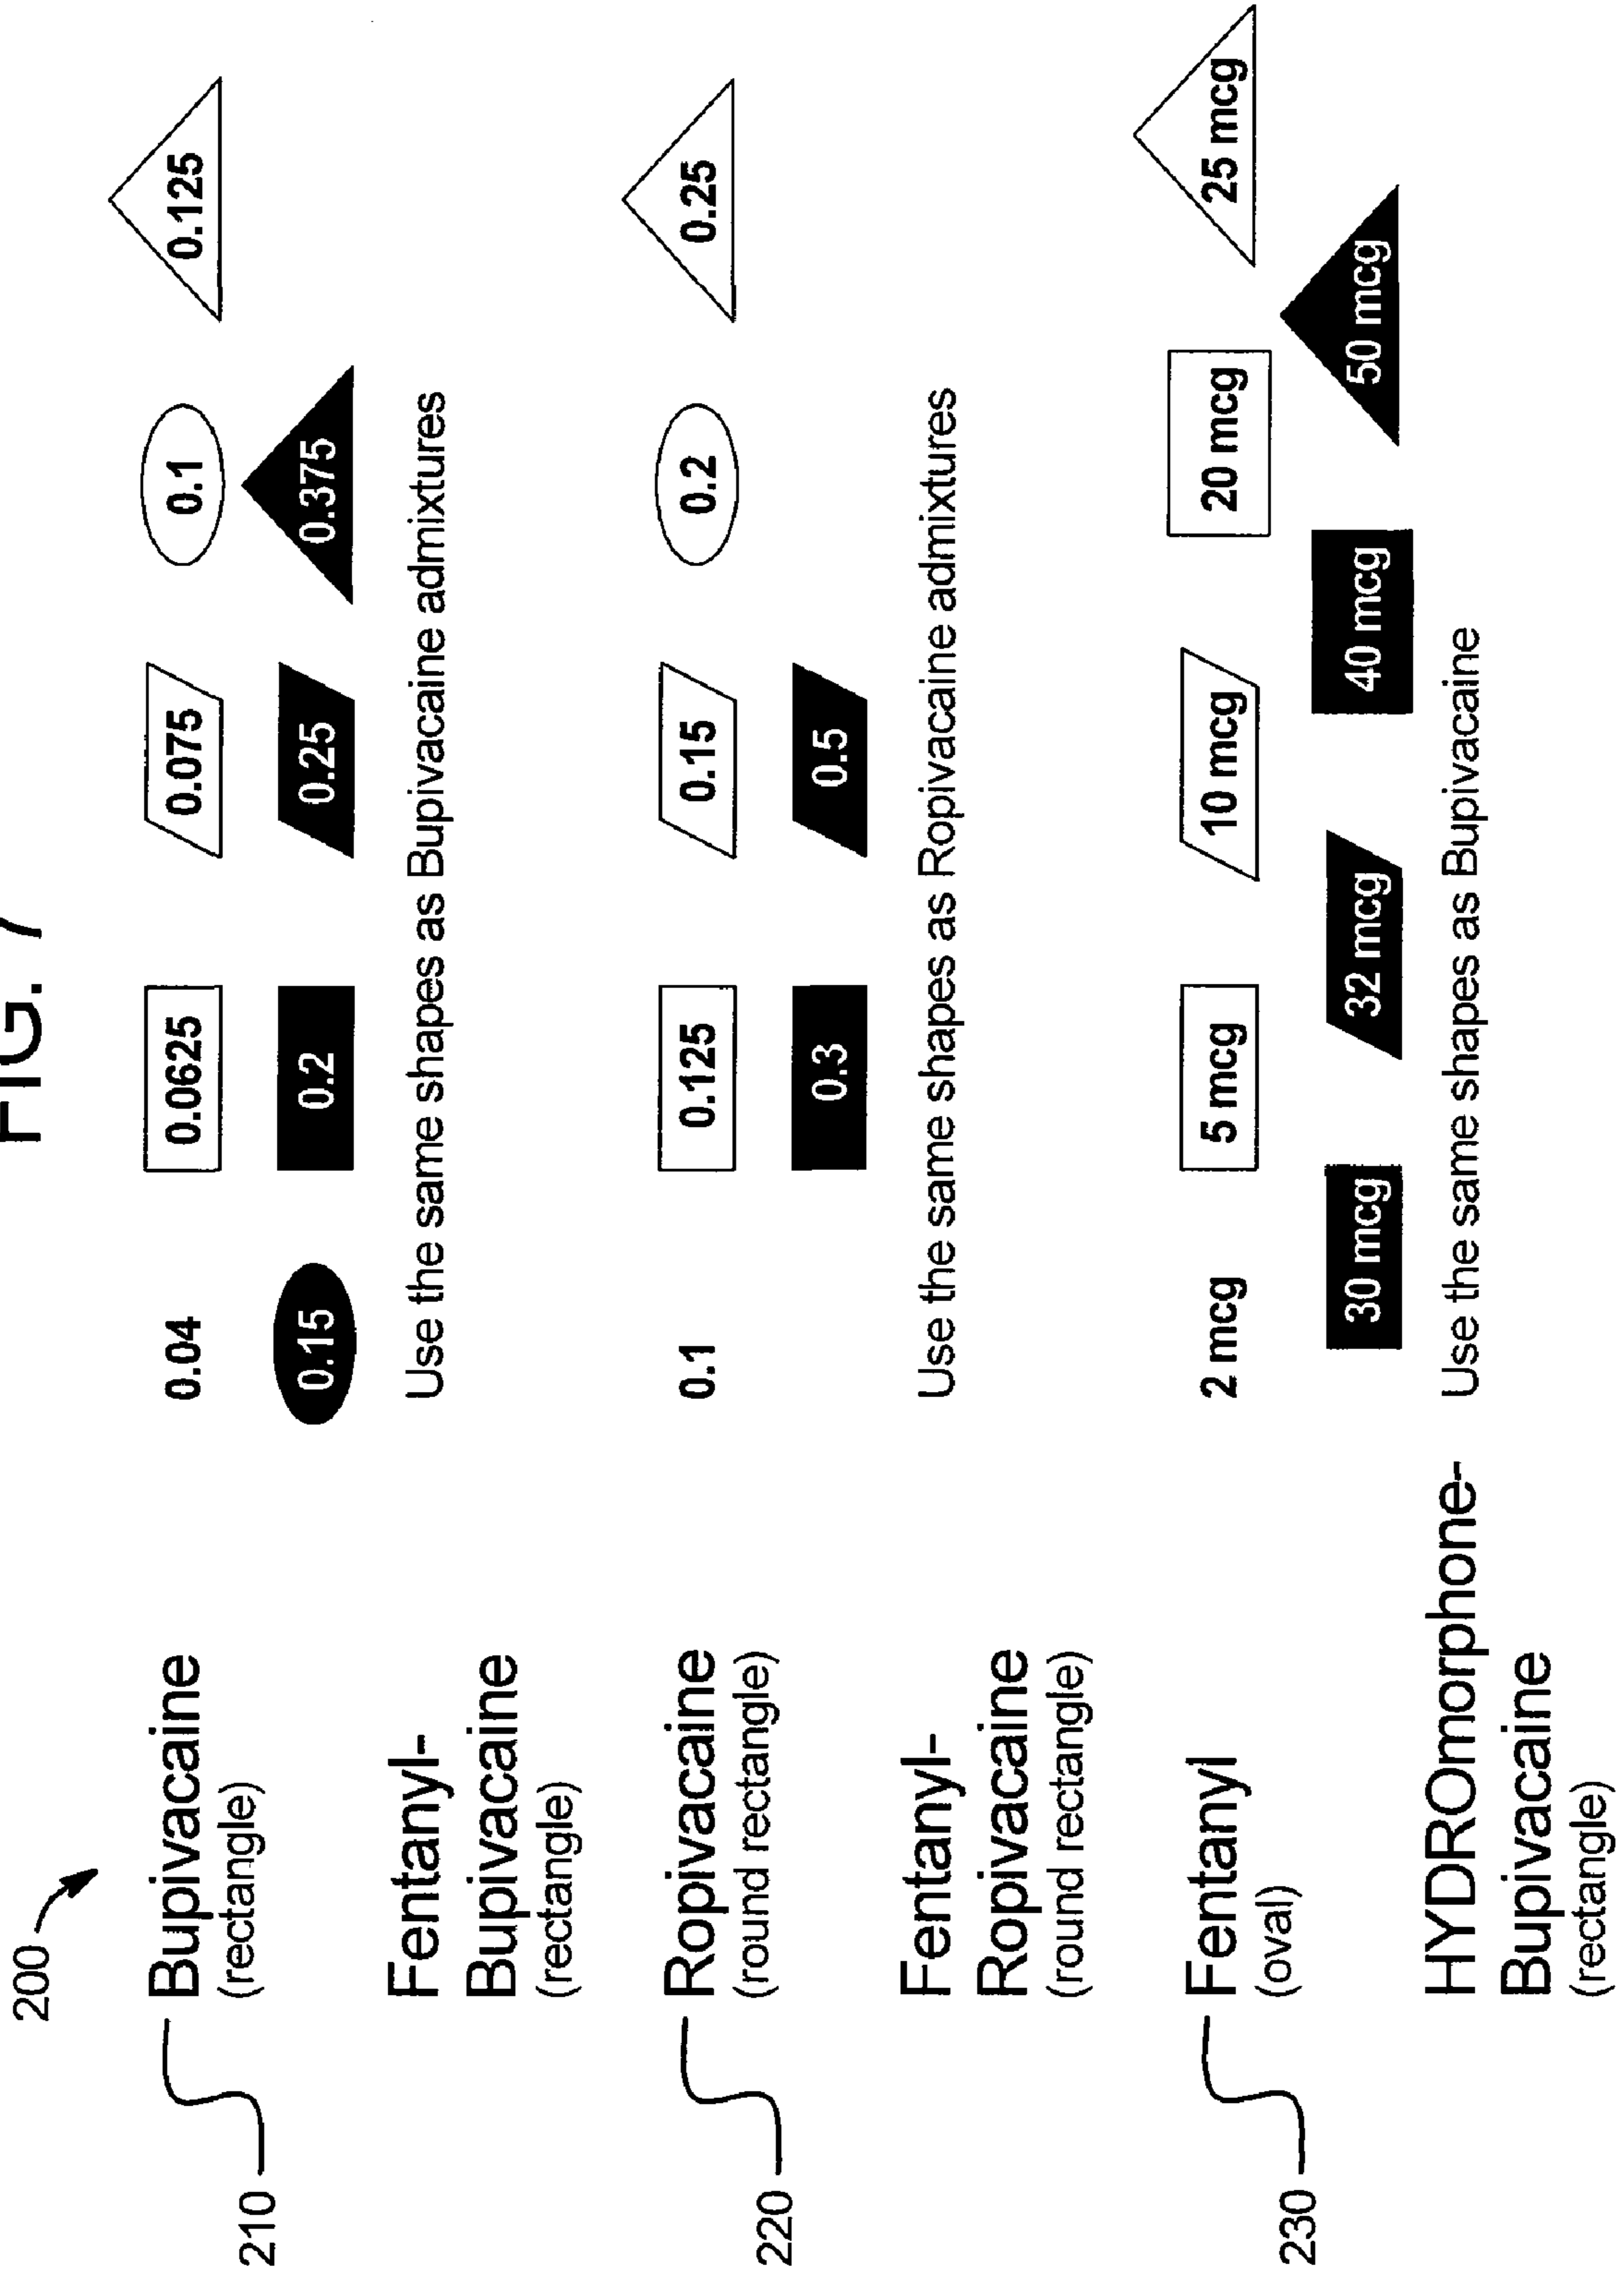 FIG. 7
200
210
Bupivacaine
(rectangle)
0.04 0.0625 0.075 0.1 0.125
0.15 0.2 0.25 0.375
Fentanyl-
Bupivacaine
(rectangle)
Use the same shapes as Bupivacaine admixtures
220
Ropivacaine
(round rectangle)
0.1 0.125 0.15 0.2 0.25
0.3 0.5
Fentanyl-
Ropivacaine
(round rectangle)
Use the same shapes as Ropivacaine admixtures
230
Fentanyl
(oval)
2 mcg 5 mcg 10 mcg 20 mcg 25 mcg
30 mcg 32 mcg 40 mcg 50 mcg
HYDROmorphone-
Bupivacaine
(rectangle)
Use the same shapes as Bupivacaine